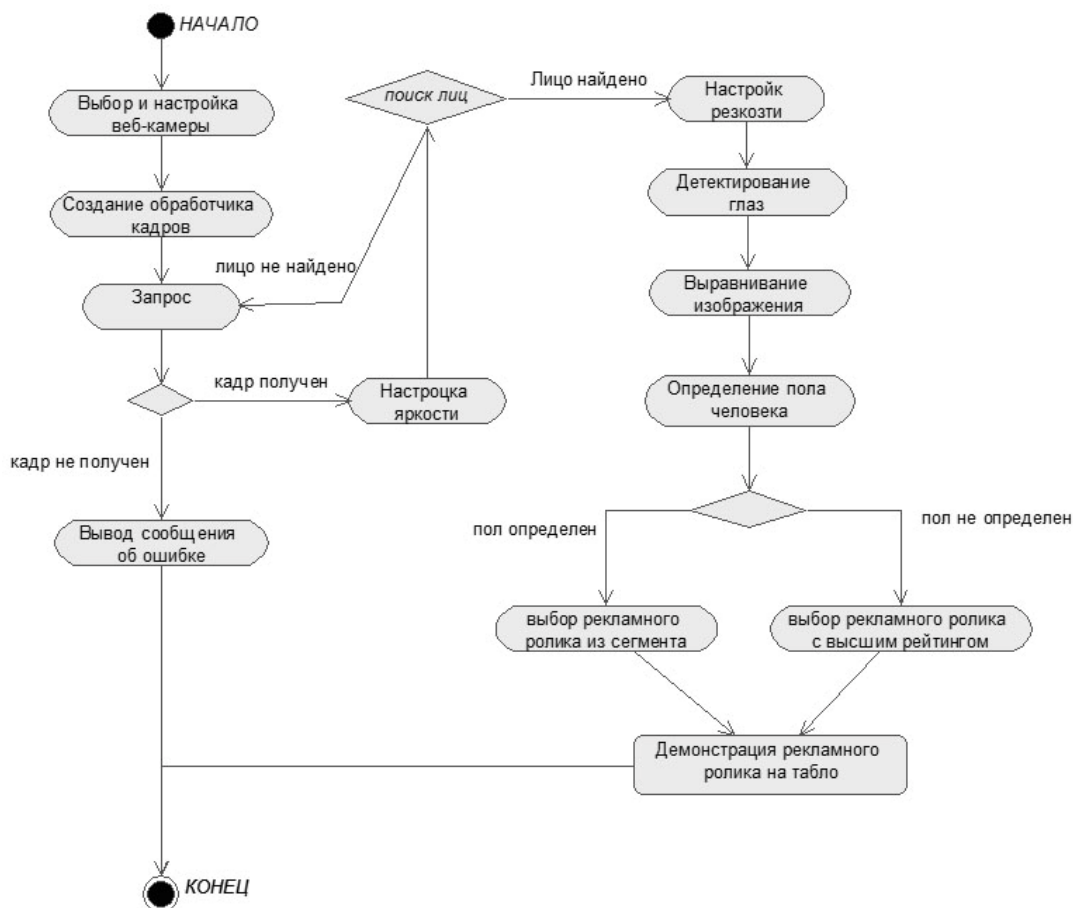 НАЧАЛО
Выбор и настройка
веб-камеры
Создание обработчика
кадров
Запрос
кадр получен
Настроцка
яркости
поиск лиц
лицо не найдено
Лицо найдено
Настройк
резкозти
Детектирование
глаз
Выравнивание
изображения
Определение пола
человека
пол определен
пол не определен
выбор рекламного
ролика из сегмента
выбор рекламного ролика
с высшим рейтингом
Демонстрация рекламного
ролика на табло
кадр не получен
Вывод сообщения
об ошибке
КОНЕЦ